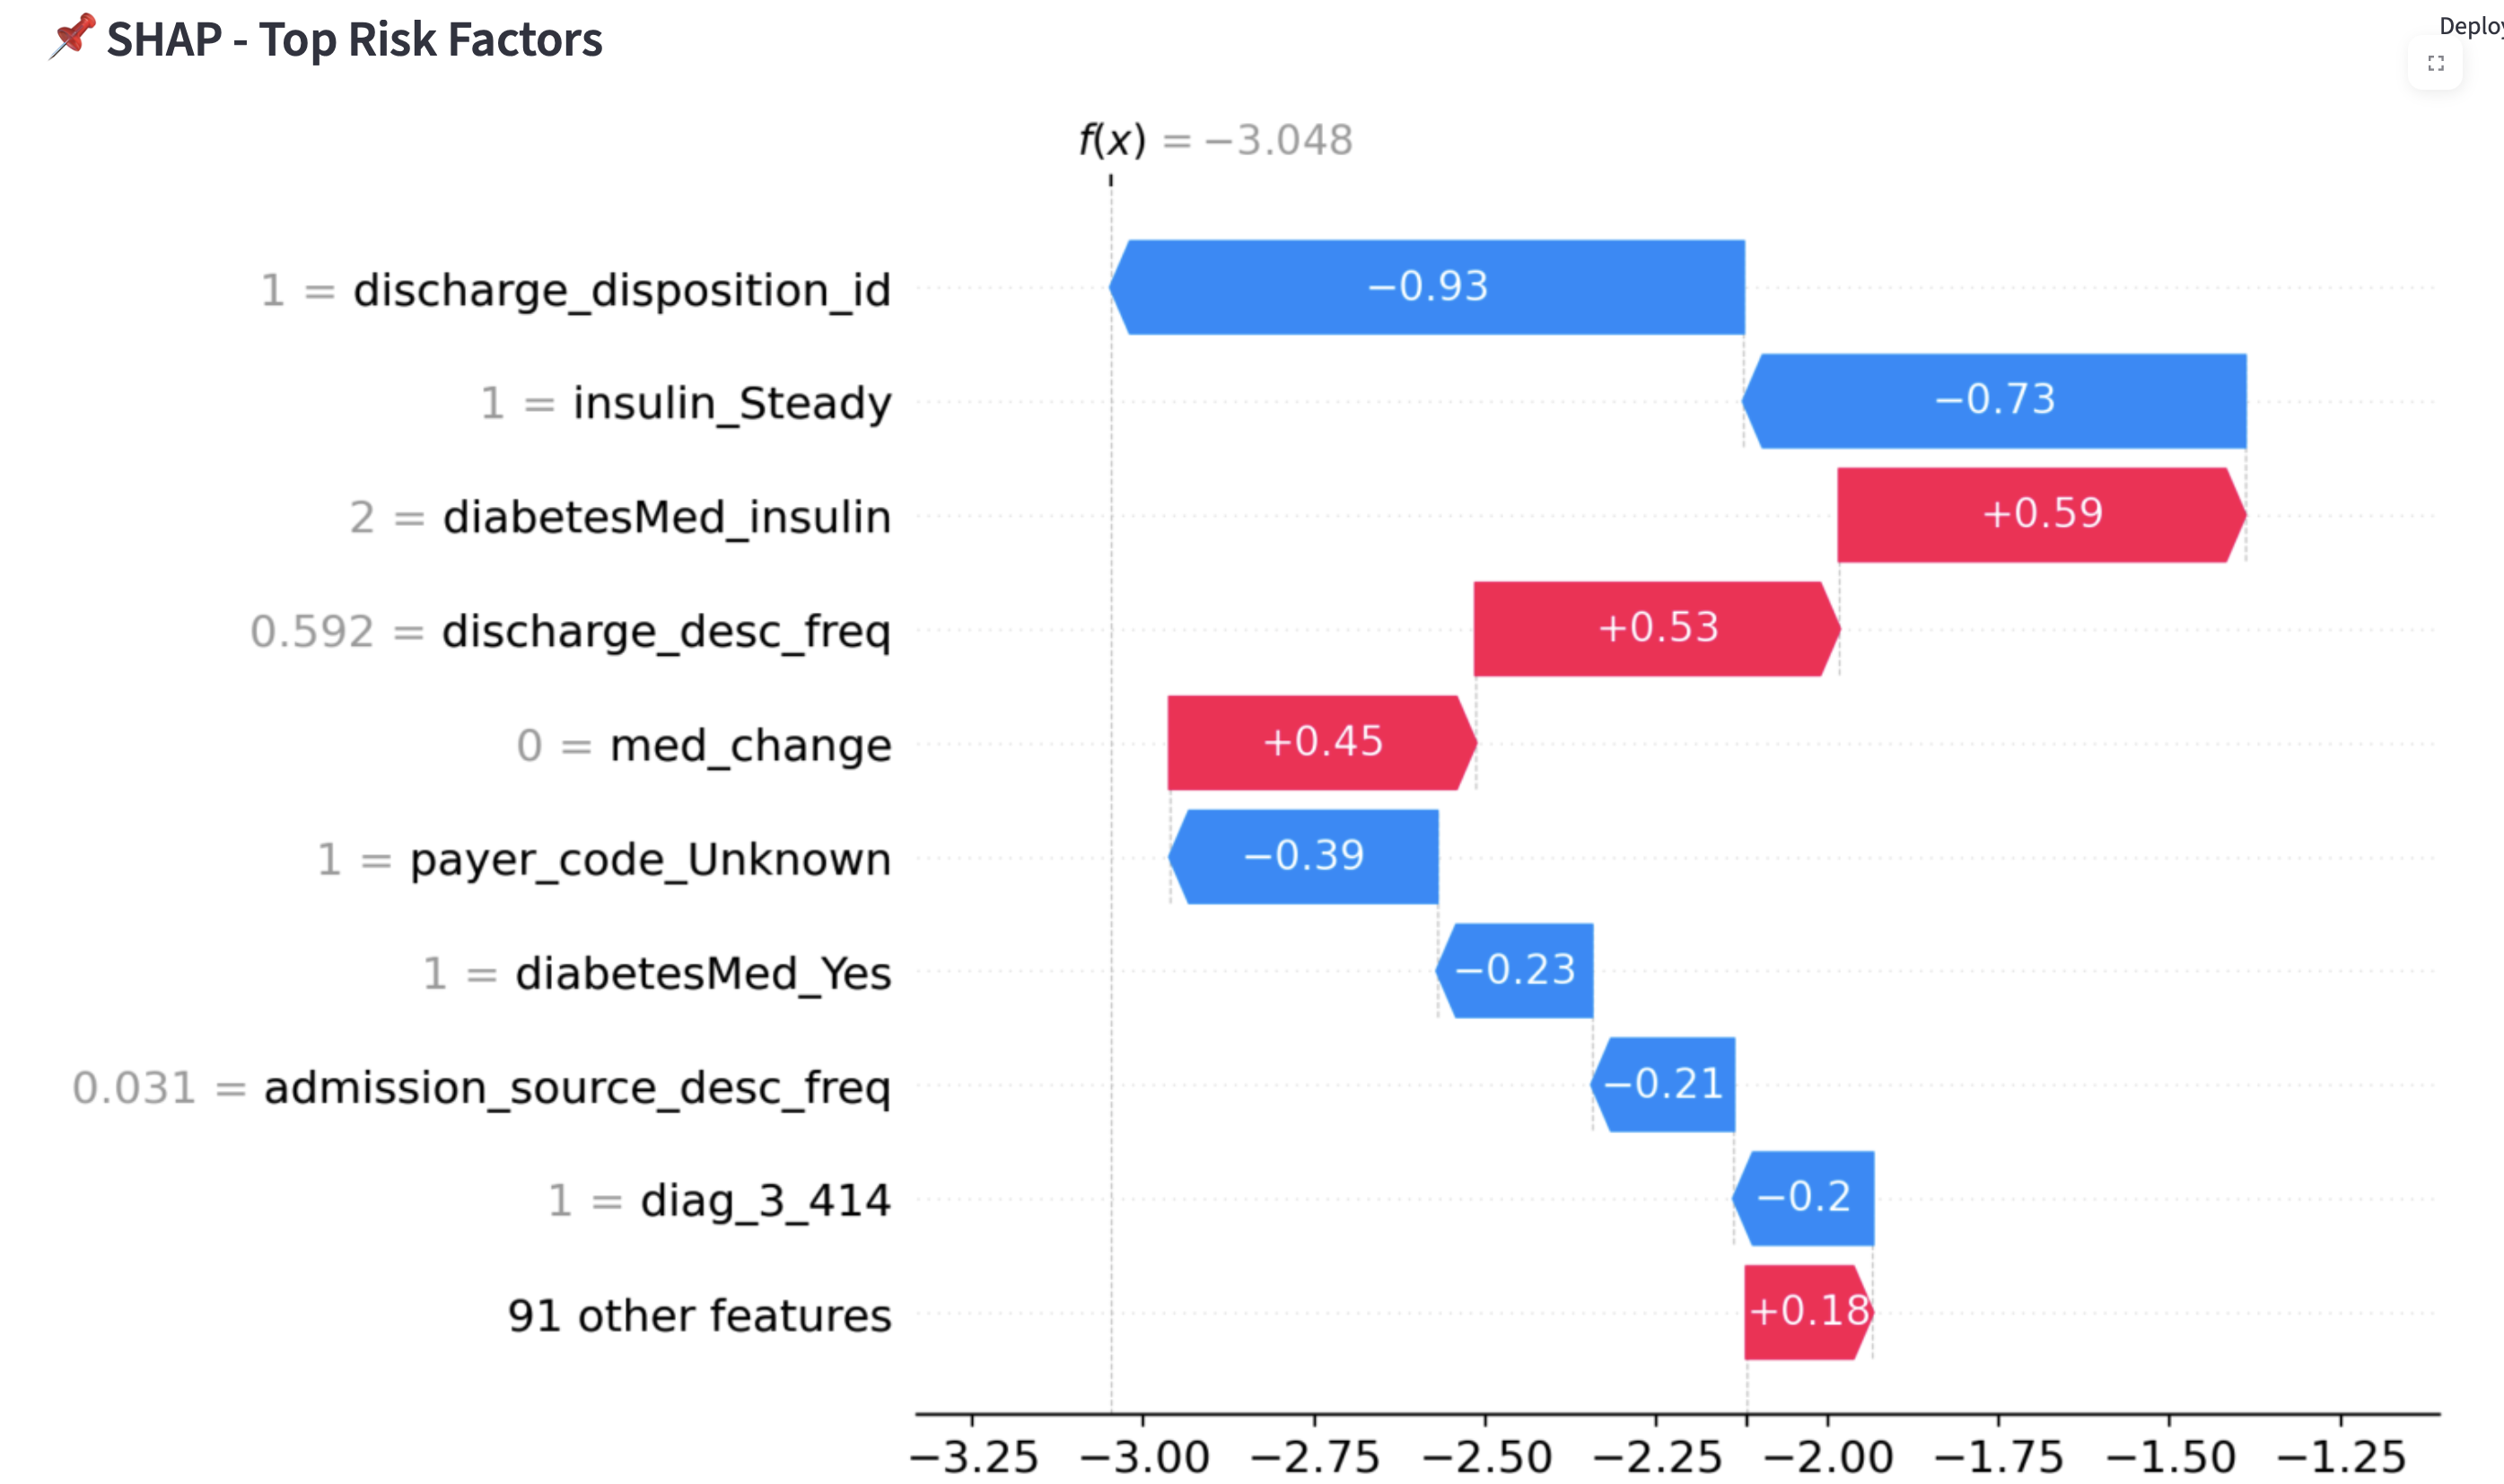 SHAP - Top Risk Factors
Deploy
f(x) = −3.048
1 = discharge_disposition_id
−0.93
1 = insulin_Steady
−0.73
2 = diabetesMed_insulin
+0.59
0.592 = discharge_desc_freq
+0.53
0 = med_change
+0.45
1 = payer_code_Unknown
−0.39
1 = diabetesMed_Yes
−0.23
0.031 = admission_source_desc_freq
−0.21
1 = diag_3_414
−0.2
91 other features
+0.18
−3.25 −3.00 −2.75 −2.50 −2.25 −2.00 −1.75 −1.50 −1.25